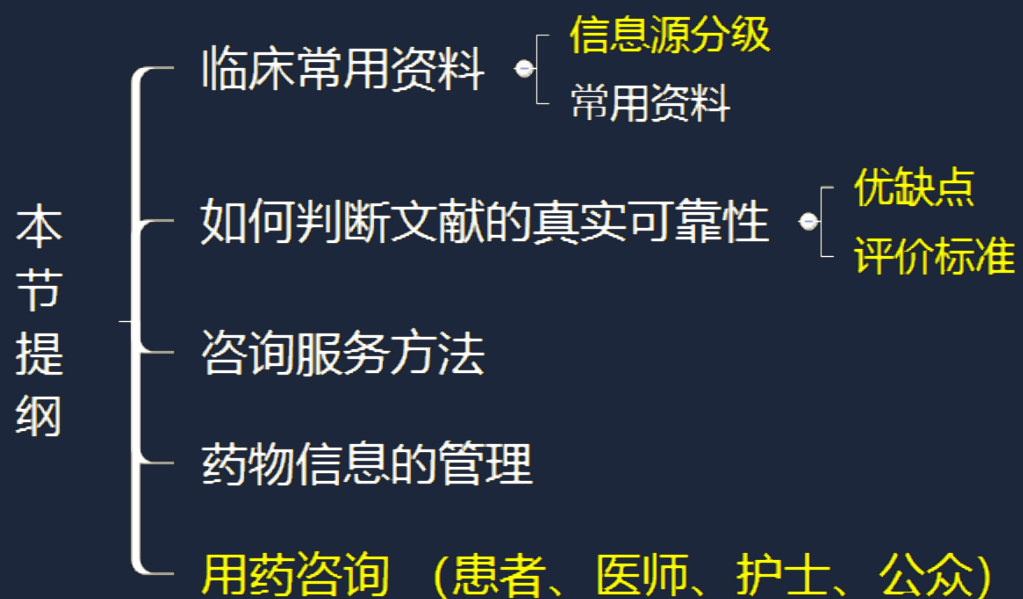 本节提纲
临床常用资料
信息源分级
常用资料
如何判断文献的真实可靠性
优缺点
评价标准
咨询服务方法
药物信息的管理
用药咨询 （患者、医师、护士、公众）